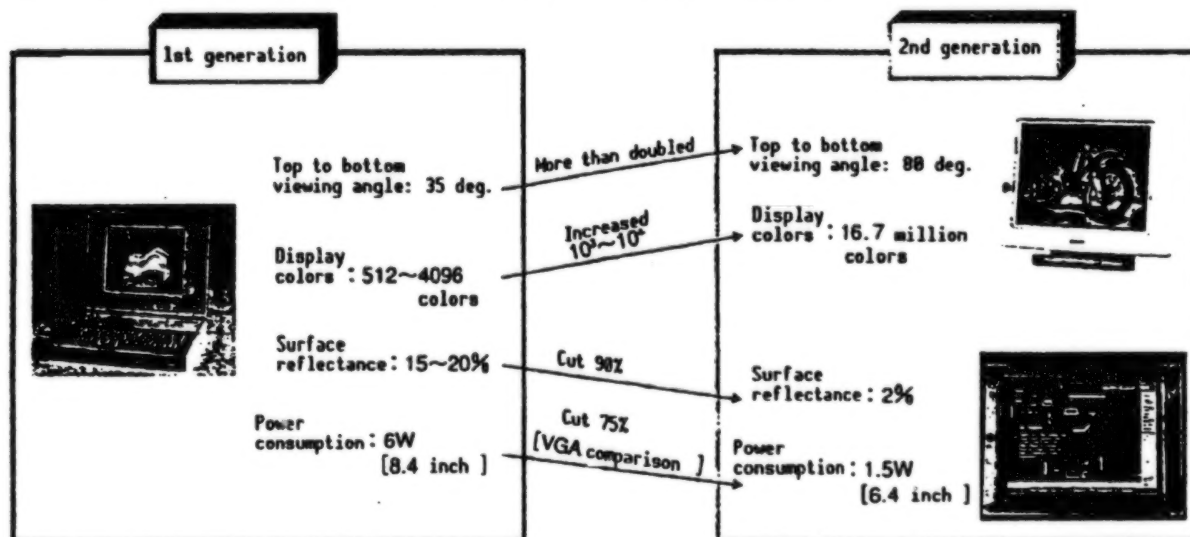 1st generation
Top to bottom
viewing angle: 35 deg.
Display
colors : 512~4096
colors
Surface
reflectance : 15~20%
Power
consumption : 6W
[8.4 inch ]
More than doubled
Increased
10³~10⁴
Cut 90%
Cut 75%
[VGA comparison ]
2nd generation
Top to bottom
viewing angle: 80 deg.
Display
colors : 16.7 million
colors
Surface
reflectance : 2%
Power
consumption : 1.5W
[6.4 inch ]